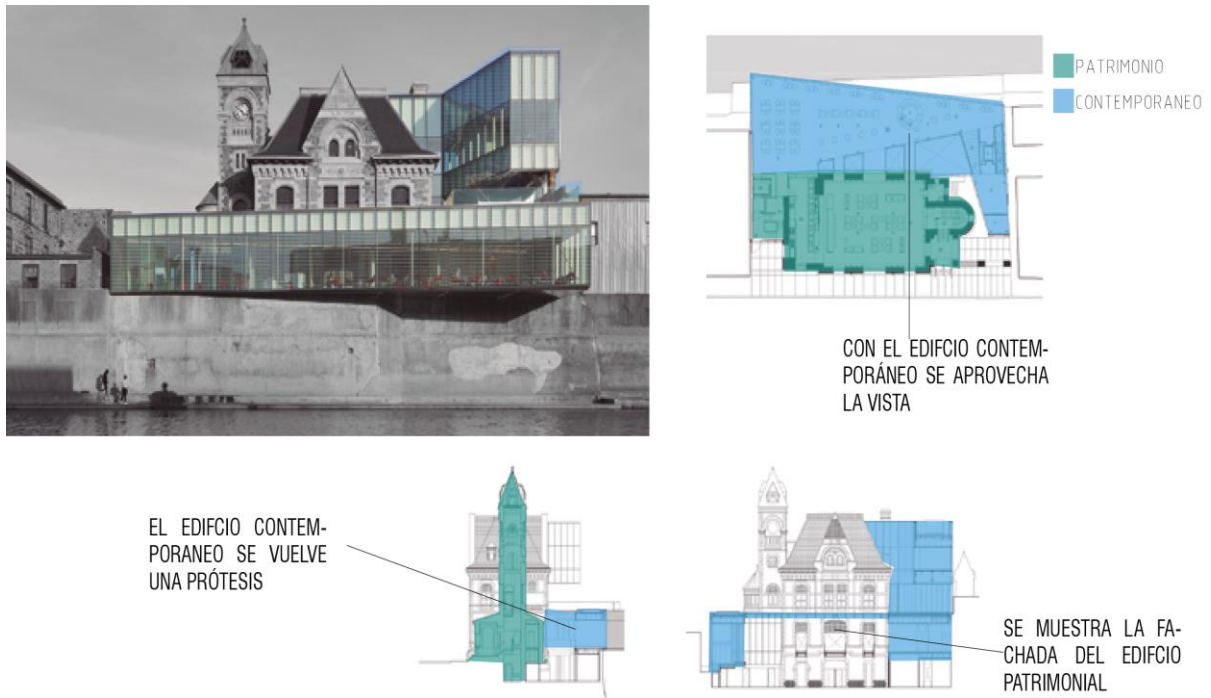 PATRIMONIO
CONTEMPORANEO
CON EL EDIFCIO CONTEM-
PORÁNEO SE APROVECHA
LA VISTA
EL EDIFCIO CONTEM-
PORANEO SE VUELVE
UNA PRÓTESIS
SE MUESTRA LA FA-
CHADA DEL EDIFCIO
PATRIMONIAL